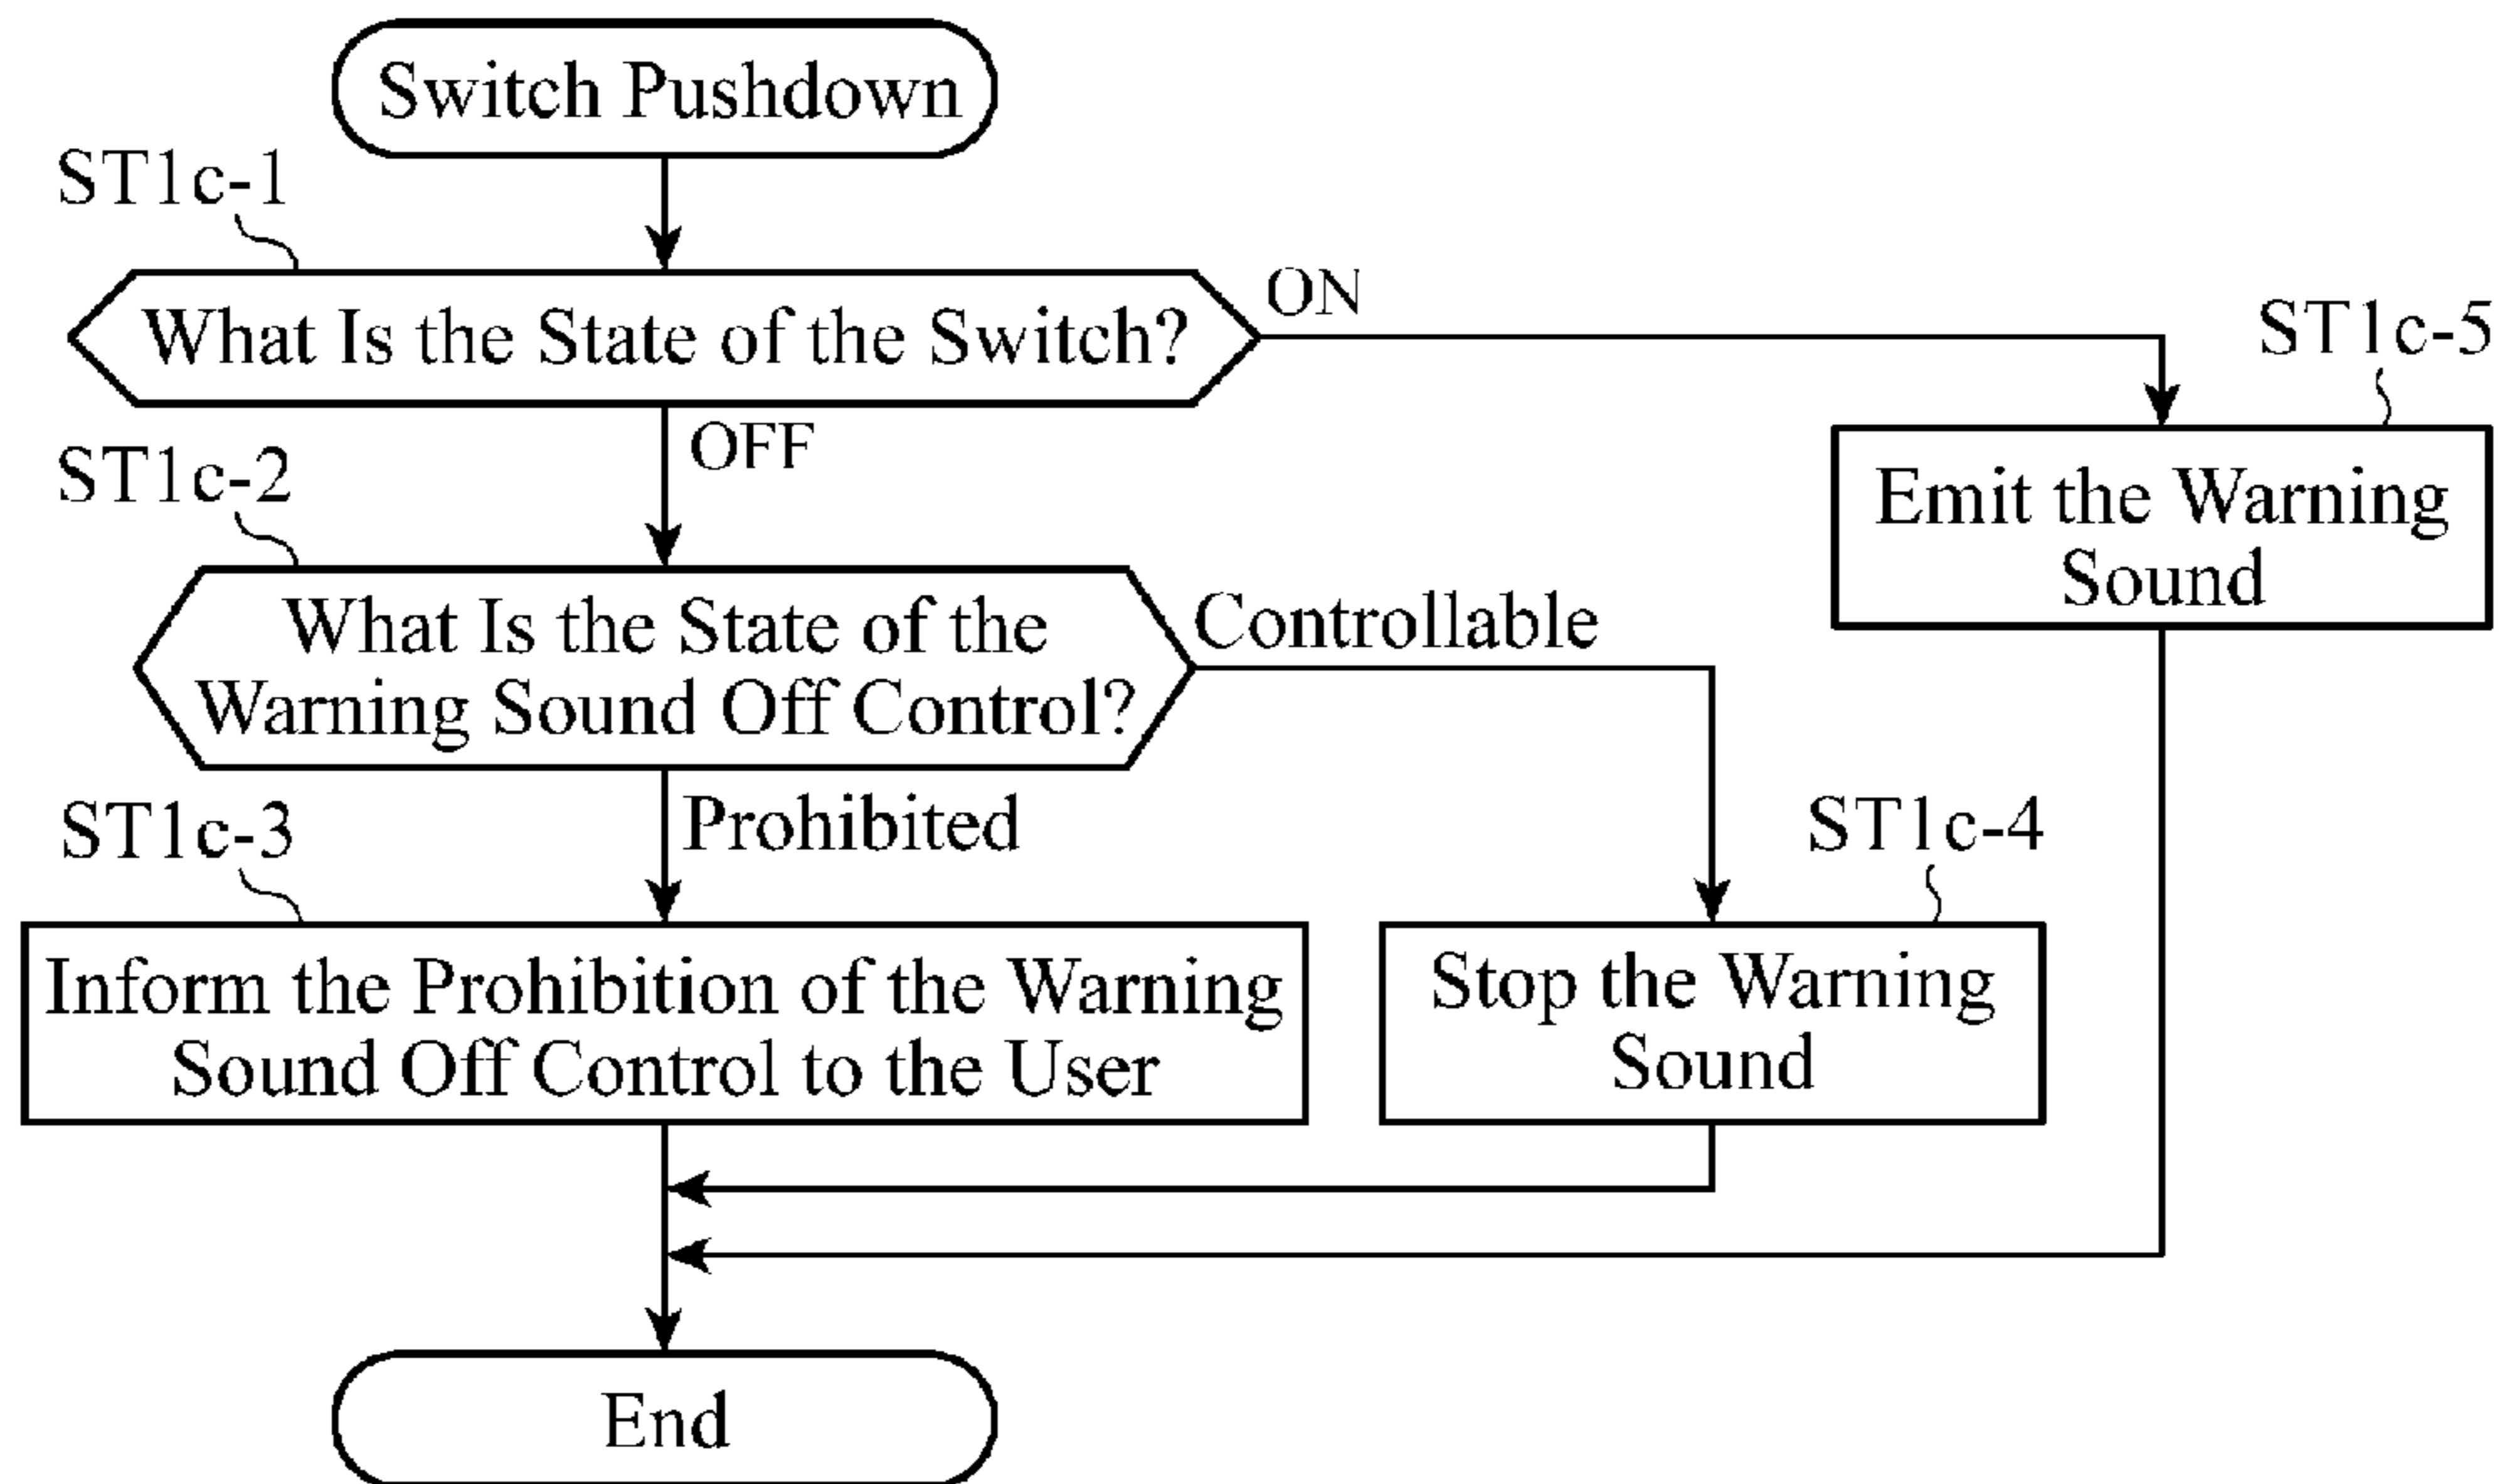 Switch Pushdown
ST1c-1
What Is the State of the Switch?
ON
ST1c-5
Emit the Warning
Sound
OFF
ST1c-2
What Is the State of the
Warning Sound Off Control?
Controllable
Prohibited
ST1c-3
Inform the Prohibition of the Warning
Sound Off Control to the User
ST1c-4
Stop the Warning
Sound
End